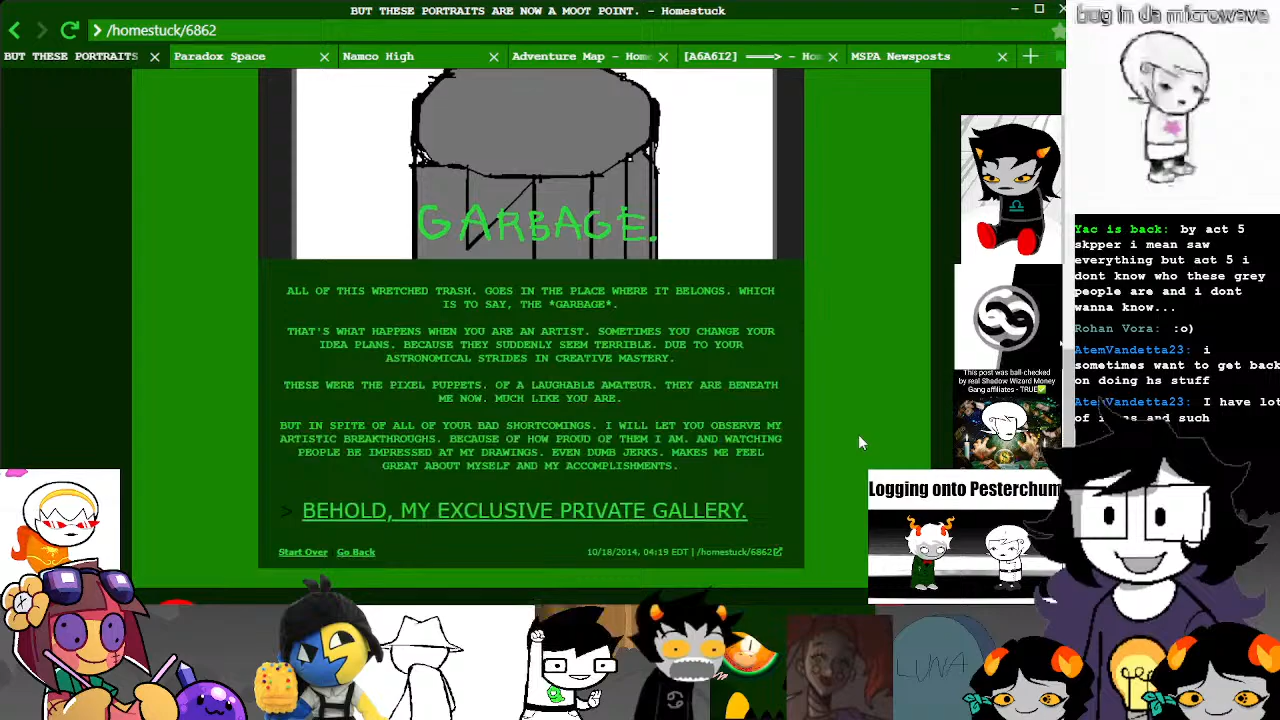 BUT THESE PORTRAITS ARE NOW A MOOT POINT. - Homestuck
/homestuck/6862
BUT THESE PORTRAITS
Paradox Space
Namco High
Adventure Map - Hom
[A6A6I2] ===> - Hom
MSPA Newsposts
bug in da microwave
GARBAGE.
ALL OF THIS WRETCHED TRASH. GOES IN THE PLACE WHERE IT BELONGS. WHICH
IS TO SAY, THE *GARBAGE*.
THAT'S WHAT HAPPENS WHEN YOU ARE AN ARTIST. SOMETIMES YOU CHANGE YOUR
IDEA PLANS. BECAUSE THEY SUDDENLY SEEM TERRIBLE. DUE TO YOUR
ASTRONOMICAL STRIDES IN CREATIVE MASTERY.
THESE WERE THE PIXEL PUPPETS. OF A LAUGHABLE AMATEUR. THEY ARE BENEATH
ME NOW. MUCH LIKE YOU ARE.
BUT IN SPITE OF ALL OF YOUR BAD SHORTCOMINGS. I WILL LET YOU OBSERVE MY
ARTISTIC BREAKTHROUGHS. BECAUSE OF HOW PROUD OF THEM I AM. AND WATCHING
PEOPLE BE IMPRESSED AT MY DRAWINGS. EVEN DUMB JERKS. MAKES ME FEEL
GREAT ABOUT MYSELF AND MY ACCOMPLISHMENTS.
> BEHOLD, MY EXCLUSIVE PRIVATE GALLERY.
Start Over Go Back
10/18/2014, 04:19 EDT | /homestuck/6862
Yac is back: by act 5
skpper i mean saw
everything but act 5 i
dont know who these grey
people are and i dont
wanna know...
Rohan Vora: :o)
AtemVandetta23: i
sometimes want to get back
on doing hs stuff
AtemVandetta23: I have lot
and such
This post was ball-checked
by real Shadow Wizard Money
Gang affiliates - TRUE✅
Logging onto Pesterchum
LUNA